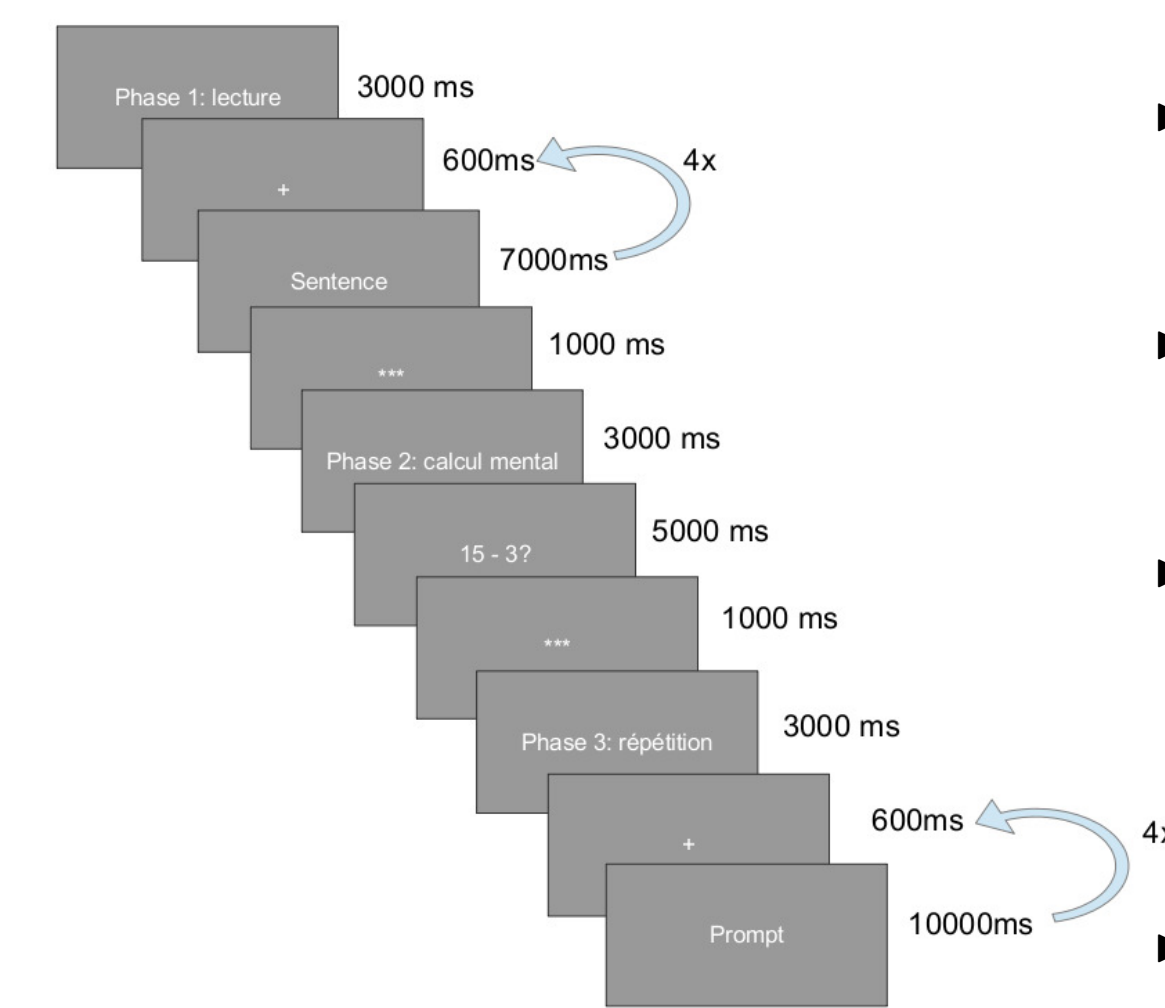 Phase 1: lecture
3000 ms
+
600ms
4x
Sentence
7000ms
***
1000 ms
Phase 2: calcul mental
3000 ms
15 - 3?
5000 ms
***
1000 ms
Phase 3: répétition
3000 ms
+
600ms
4x
Prompt
10000ms